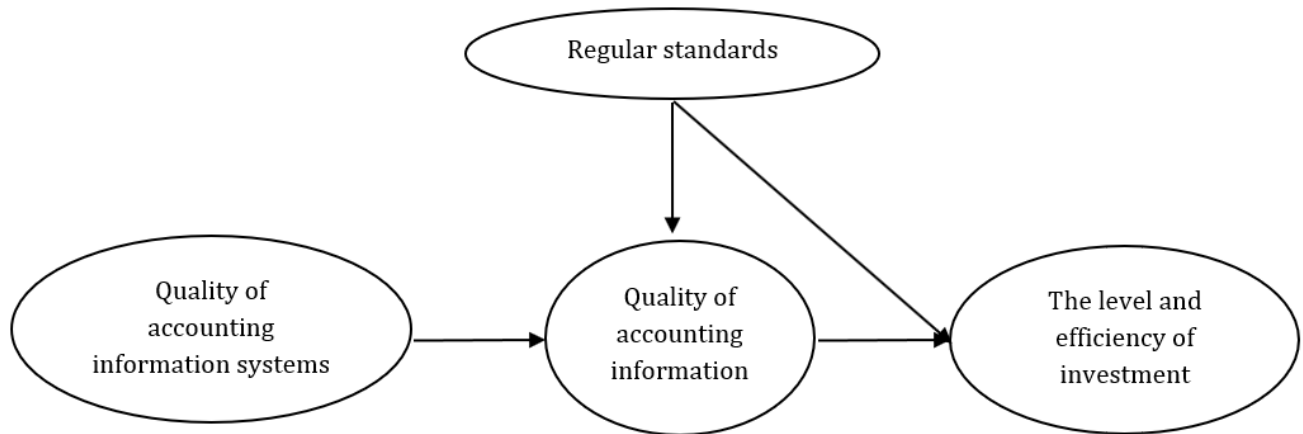 Regular standards
Quality of
accounting
information systems
Quality of
accounting
information
The level and
efficiency of
investment